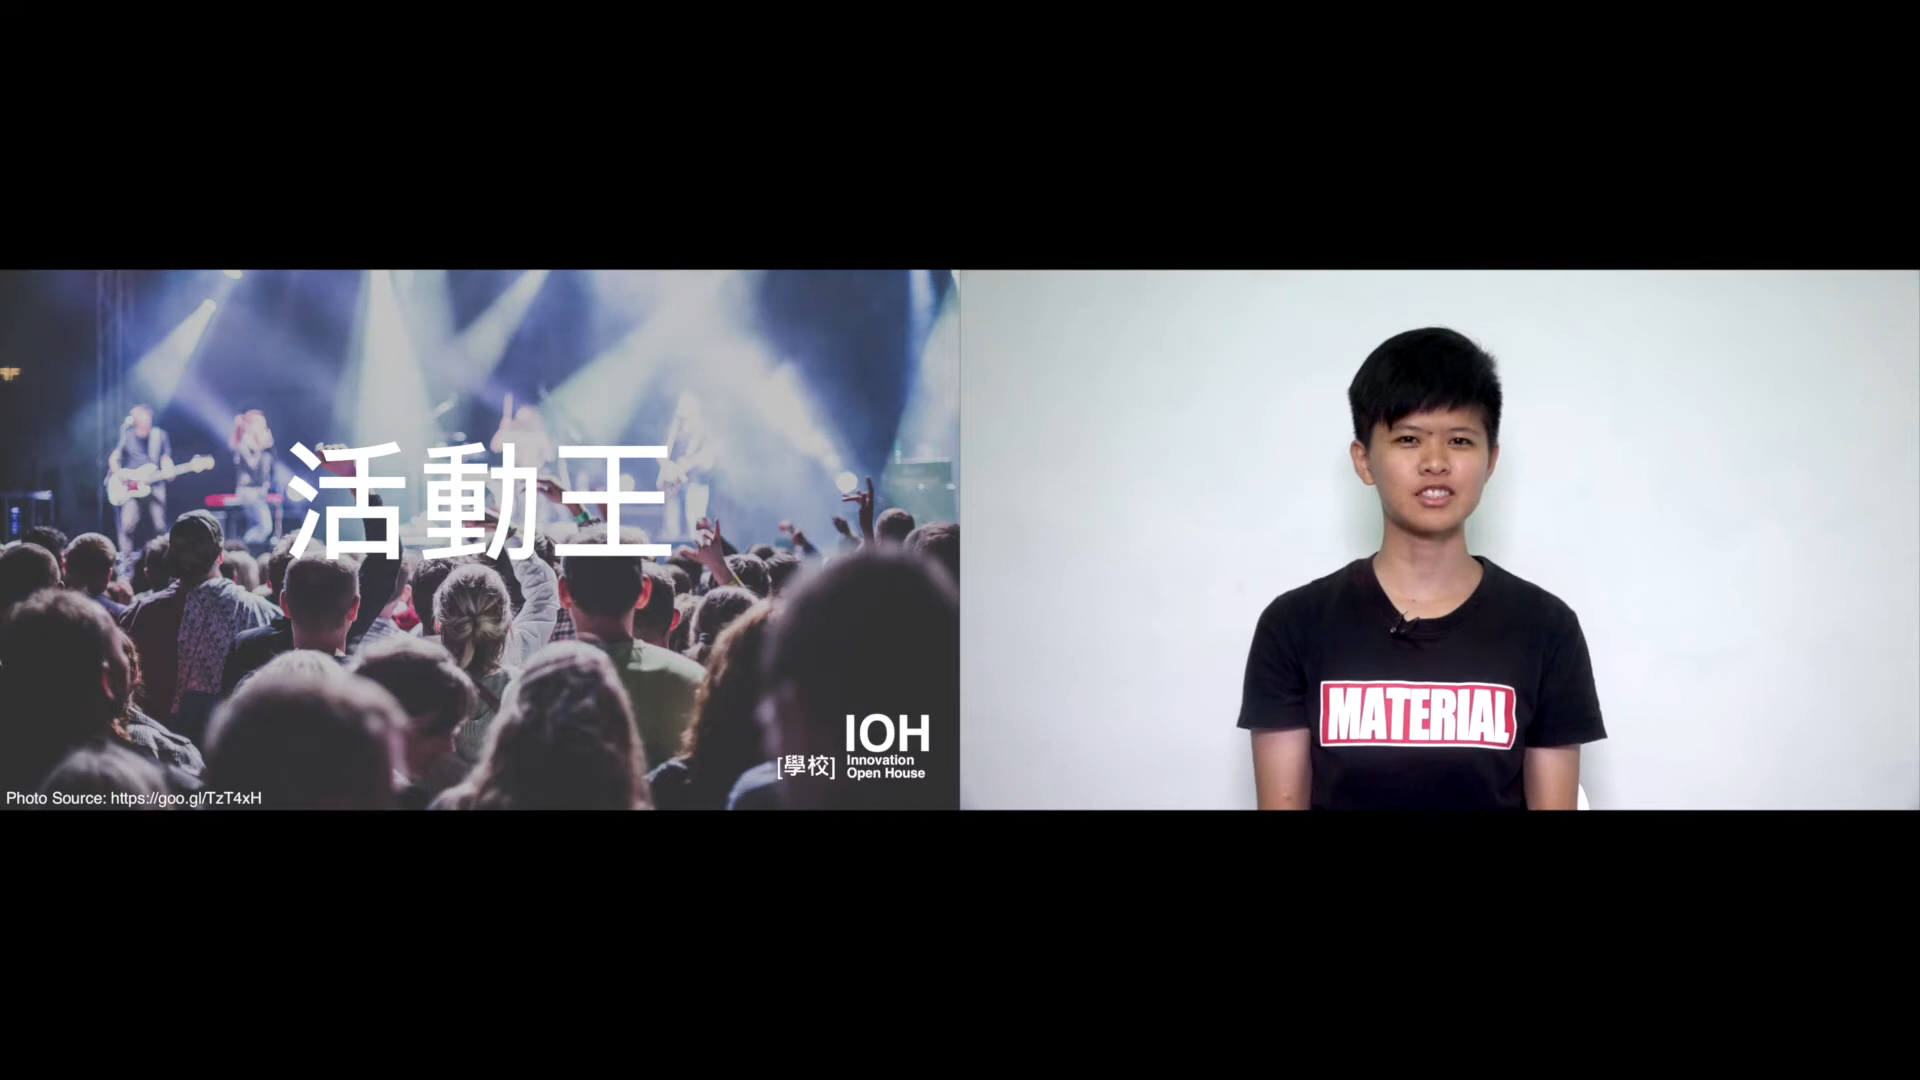 活動王
IOH
[學校]
Innovation
Open House
Photo Source: https://goo.gl/TzT4xH
MATERIAL